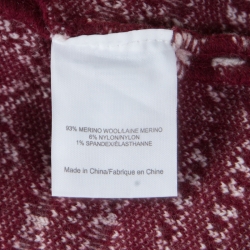 93% MERINO WOOL/LAINE MERINO
6% NYLON/NYLON
1% SPANDEX/ÉLASTHANNE
Made in China/Fabriqué en Chine